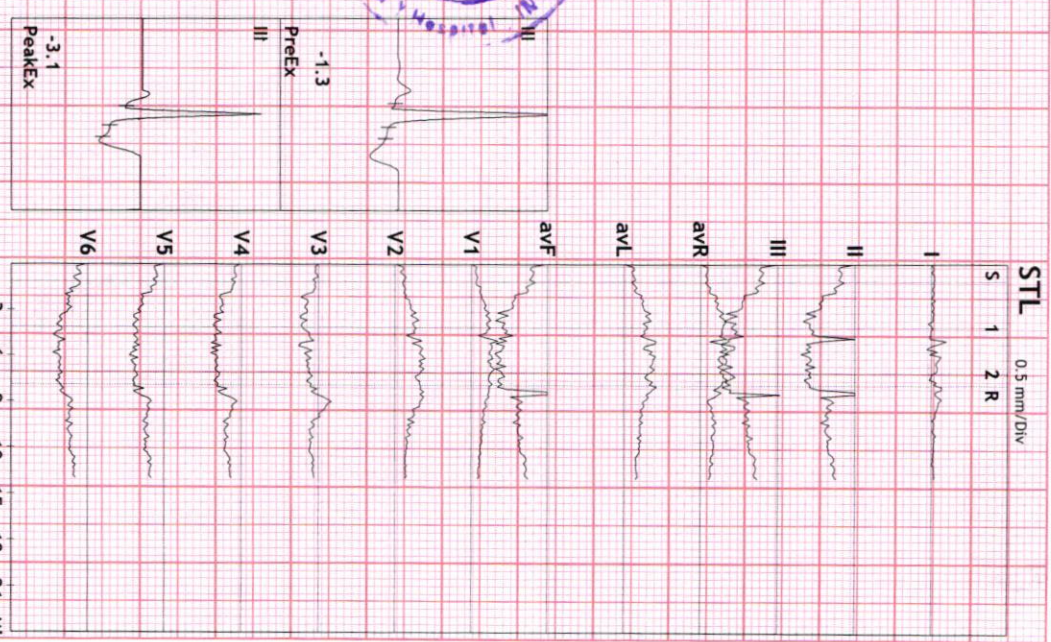 STL 0.5 mm/Div
S 1 2 R
I
II
III
avR
avL
avF
V1
V2
V3
V4
V5
V6
III
-1.3
PreEx
III
-3.1
PeakEx
Hospital